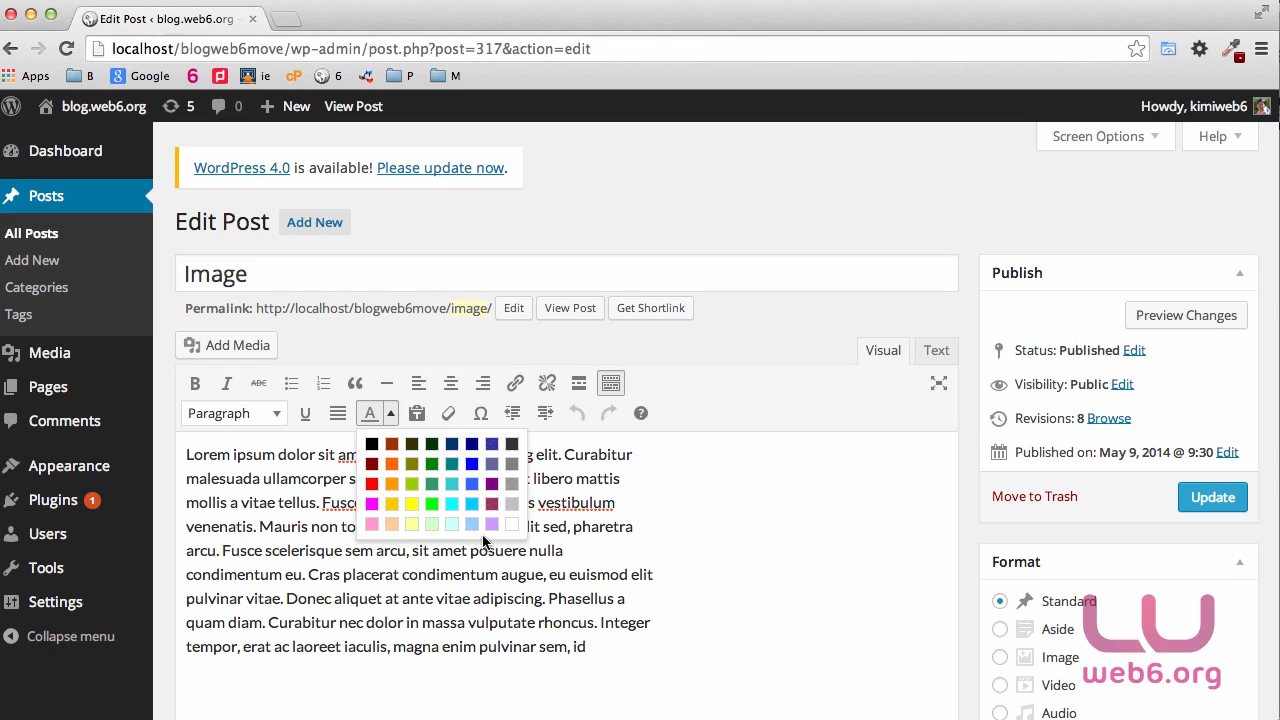 Edit Post ‹ blog.web6.org
localhost/blogweb6move/wp-admin/post.php?post=317&action=edit
Apps B Google 6 ie cP 6 P M
blog.web6.org 5 0 New View Post Howdy, kimiweb6
Screen Options Help
Dashboard
Posts
All Posts
Add New
Categories
Tags
Media
Pages
Comments
Appearance
Plugins 1
Users
Tools
Settings
Collapse menu
WordPress 4.0 is available! Please update now.
Edit Post Add New
Image
Permalink: http://localhost/blogweb6move/image/ Edit View Post Get Shortlink
Add Media
Visual Text
B I ABC
Paragraph U A
Lorem ipsum dolor sit elit. Curabitur
malesuada ullamcorper libero mattis
mollis a vitae tellus. vestibulum
venenatis. Mauris non sed, pharetra
arcu. Fusce scelerisque sem arcu, sit amet posuere nulla
condimentum eu. Cras placerat condimentum augue, eu euismod elit
pulvinar vitae. Donec aliquet at ante vitae adipiscing. Phasellus a
quam diam. Curabitur nec dolor in massa vulputate rhoncus. Integer
tempor, erat ac laoreet iaculis, magna enim pulvinar sem, id
Publish
Preview Changes
Status: Published Edit
Visibility: Public Edit
Revisions: 8 Browse
Published on: May 9, 2014 @ 9:30 Edit
Move to Trash Update
Format
Standard
Aside
Image
Video
Audio
web6.org